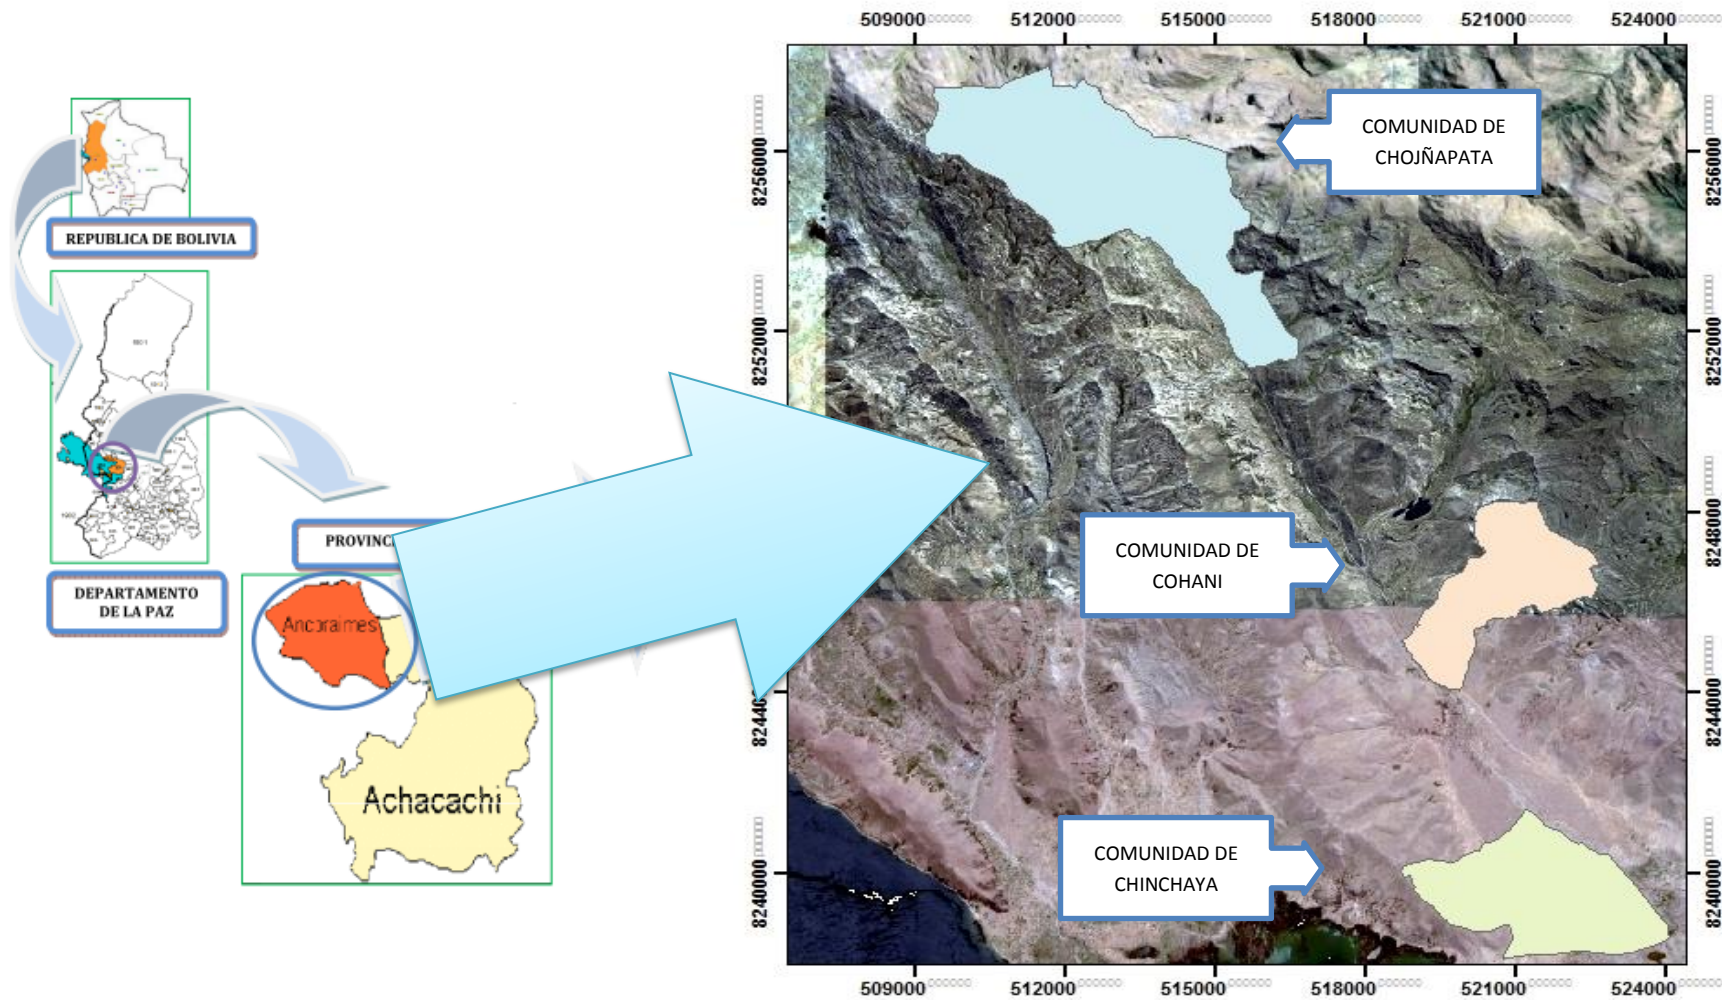 509000 512000 515000 518000 521000 524000
REPUBLICA DE BOLIVIA
DEPARTAMENTO
DE LA PAZ
PROVINC
Ancoraimes
Achacachi
8256000
8252000
8244
8240000
COMUNIDAD DE
CHOJÑAPATA
COMUNIDAD DE
COHANI
COMUNIDAD DE
CHINCHAYA
8256000
8252000
8248000
8244000
8240000
509000 512000 515000 518000 521000 524000